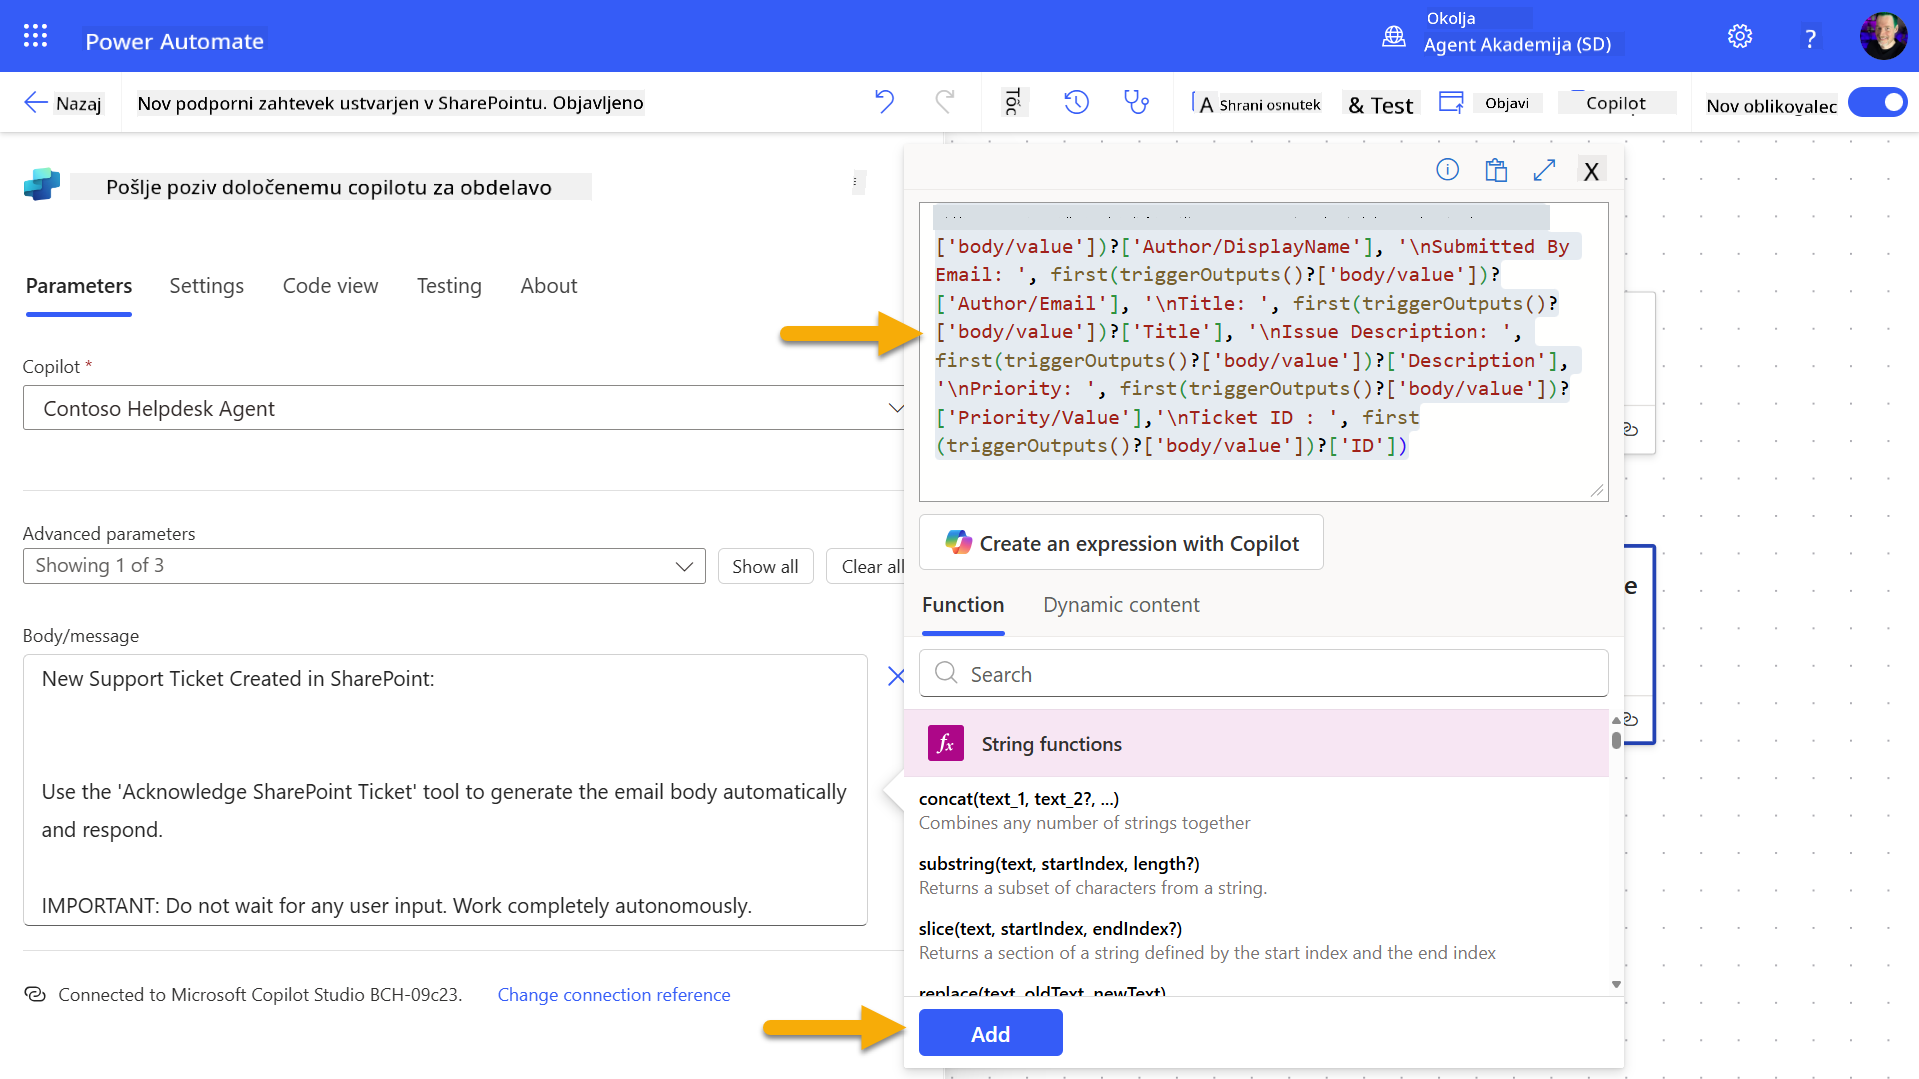 Power Automate
Okolja
Agent Akademija (SD)
?
Nazaj
Nov podporni zahtevek ustvarjen v SharePointu. Objavljeno
Toč
A Shrani osnutek
& Test
Objavi
Copilot
Nov oblikovalec
Pošlje poziv določenemu copilotu za obdelavo
Parameters
Settings
Code view
Testing
About
Copilot *
Contoso Helpdesk Agent
Advanced parameters
Showing 1 of 3
Show all
Clear all
Body/message
New Support Ticket Created in SharePoint:
Use the 'Acknowledge SharePoint Ticket' tool to generate the email body automatically
and respond.
IMPORTANT: Do not wait for any user input. Work completely autonomously.
Connected to Microsoft Copilot Studio BCH-09c23.
Change connection reference
X
['body/value'])?['Author/DisplayName'], '\nSubmitted By
Email: ', first(triggerOutputs()?['body/value'])?
['Author/Email'], '\nTitle: ', first(triggerOutputs()?
['body/value'])?['Title'], '\nIssue Description: ',
first(triggerOutputs()?['body/value'])?['Description'],
'\nPriority: ', first(triggerOutputs()?['body/value'])?
['Priority/Value'],'\nTicket ID : ', first
(triggerOutputs()?['body/value'])?['ID'])
Create an expression with Copilot
Function
Dynamic content
Search
fx
String functions
concat(text_1, text_2?, ...)
Combines any number of strings together
substring(text, startIndex, length?)
Returns a subset of characters from a string.
slice(text, startIndex, endIndex?)
Returns a section of a string defined by the start index and the end index
replace(text, oldText, newText)
Add
e